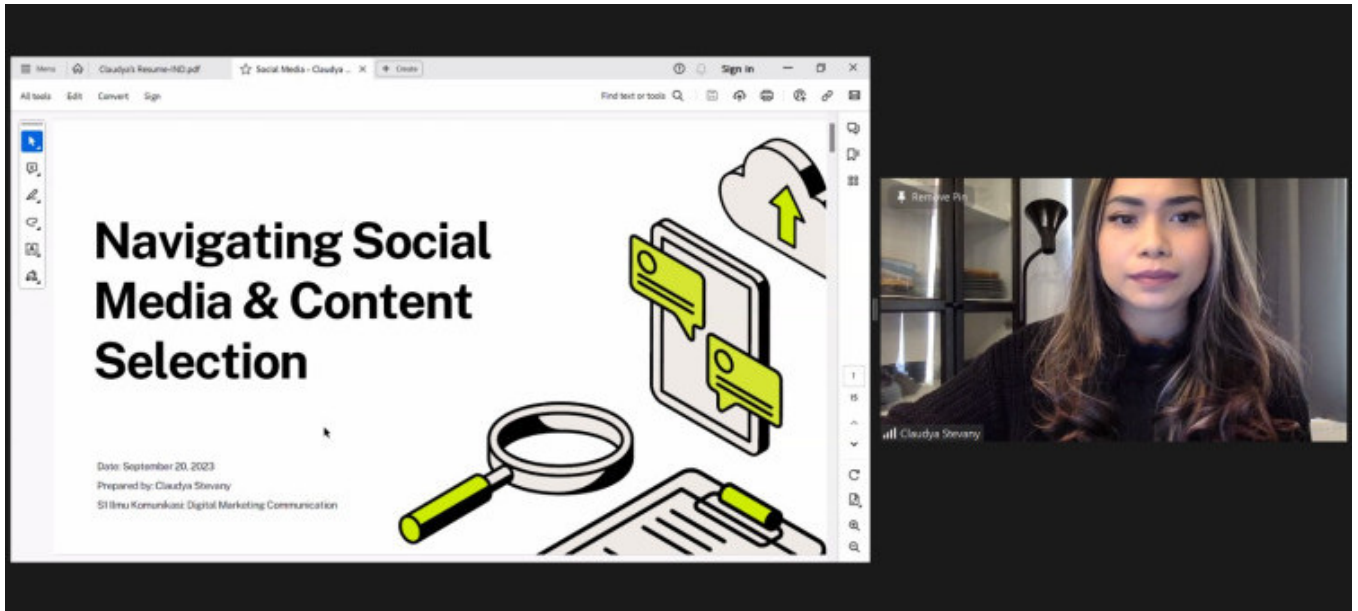 Menu
Claudya's Resume-IND.pdf
Social Media - Claudya ...
+ Create
Sign in
All tools Edit Convert Sign
Find text or tools
Navigating Social
Media & Content
Selection
Date: September 20, 2023
Prepared by: Claudya Stevany
S1 Ilmu Komunikasi: Digital Marketing Communication
1
15
Remove Pin
Claudya Stevany